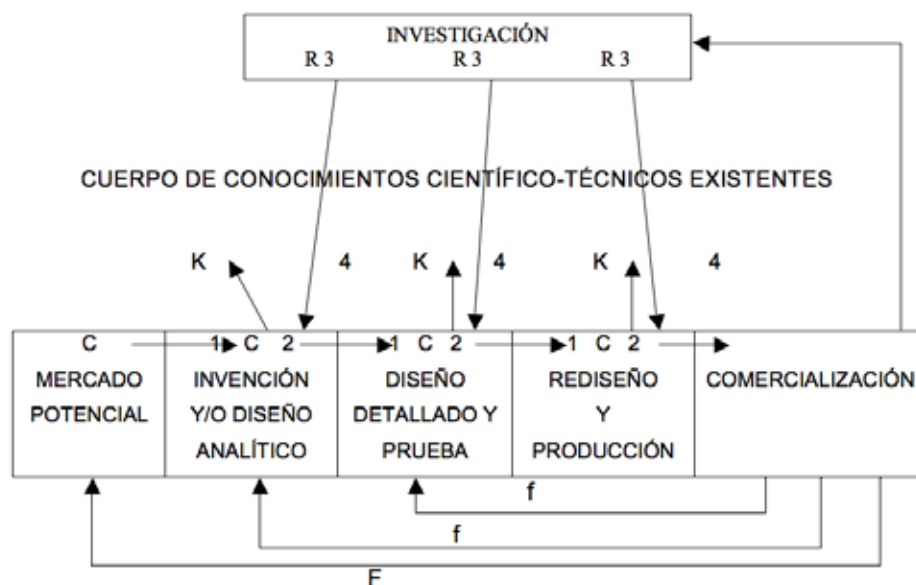 INVESTIGACIÓN
R 3 R 3 R 3
CUERPO DE CONOCIMIENTOS CIENTÍFICO-TÉCNICOS EXISTENTES
K 4 K 4 K 4
C 1 C 2 1 C 2 1 C 2
MERCADO
POTENCIAL
INVENCIÓN
Y/O DISEÑO
ANALÍTICO
DISEÑO
DETALLADO Y
PRUEBA
REDISEÑO
Y
PRODUCCIÓN
COMERCIALIZACIÓN
f
f
F